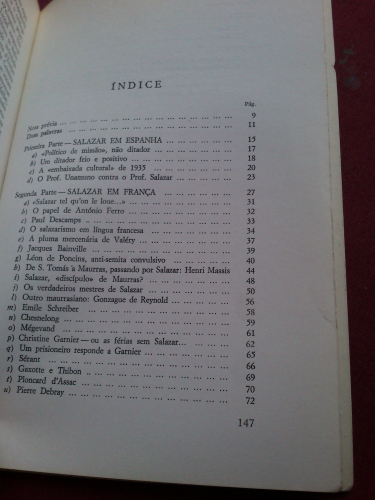 ÍNDICE
Pág.
Nota prévia ... 9
Duas palavras ... 11
Primeira Parte — SALAZAR EM ESPANHA ... 15
a) «Político de missão», não ditador ... 17
b) Um ditador frio e positivo ... 18
c) A «embaixada cultural» de 1935 ... 20
d) O Prof. Unamuno contra o Prof. Salazar ... 23
Segunda Parte — SALAZAR EM FRANÇA ... 27
a) «Salazar tel qu'on le loue...» ... 31
b) O papel de António Ferro ... 32
c) Paul Descamps ... 33
d) O salazarismo em língua francesa ... 34
e) A pluma mercenária de Valéry ... 37
f) Jacques Bainville ... 39
g) Léon de Poncins, anti-semita convulsivo ... 40
h) De S. Tomás a Maurras, passando por Salazar: Henri Massis 44
i) Salazar, «discípulo» de Maurras? ... 48
j) Os verdadeiros mestres de Salazar ... 50
l) Outro maurrasiano: Gonzague de Reynold ... 56
m) Emile Schreiber ... 58
n) Chesnelong ... 59
o) Mégevand ... 61
p) Christine Garnier — ou as férias sem Salazar... ... 62
q) Um prisioneiro responde a Garnier ... 65
r) Sérant ... 66
s) Gaxotte e Thibon ... 69
t) Ploncard d'Assac ... 70
u) Pierre Debray ... 72
147